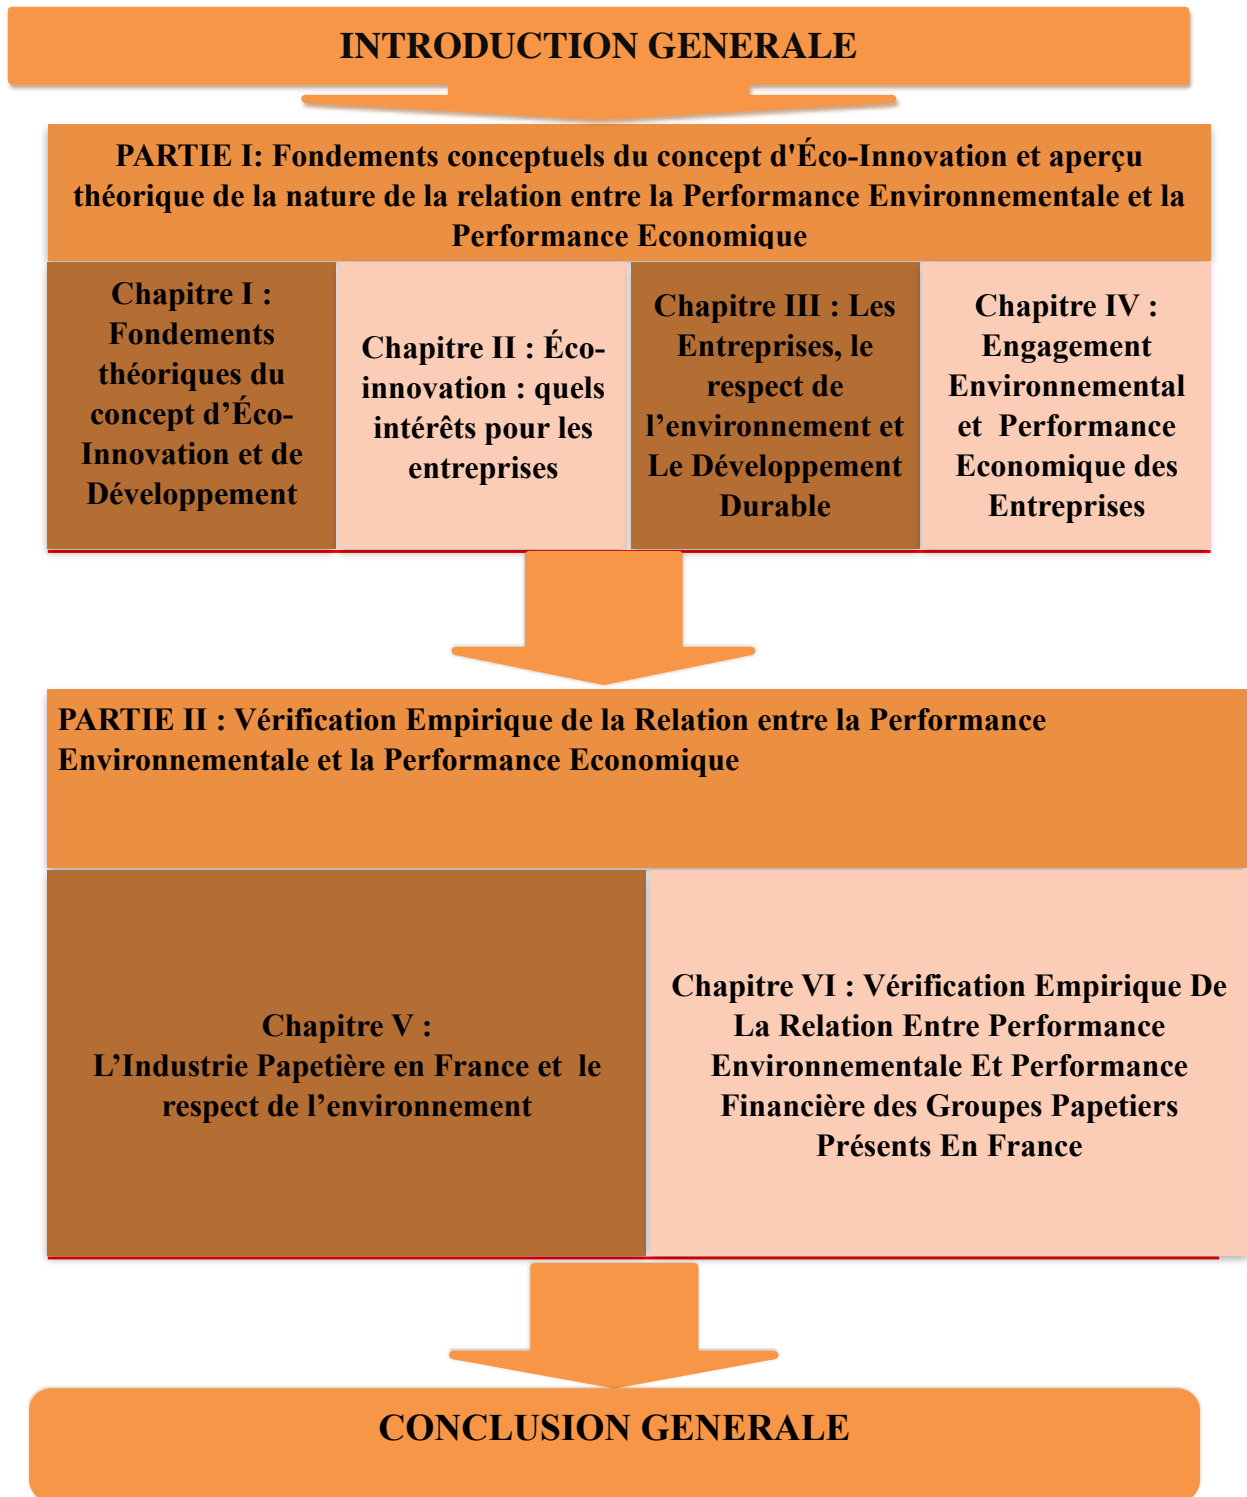 INTRODUCTION GENERALE
PARTIE I: Fondements conceptuels du concept d'Éco-Innovation et aperçu
théorique de la nature de la relation entre la Performance Environnementale et la
Performance Economique
Chapitre I :
Fondements
théoriques du
concept d’Éco-
Innovation et de
Développement
Chapitre II : Éco-
innovation : quels
intérêts pour les
entreprises
Chapitre III : Les
Entreprises, le
respect de
l’environnement et
Le Développement
Durable
Chapitre IV :
Engagement
Environnemental
et  Performance
Economique des
Entreprises
PARTIE II : Vérification Empirique de la Relation entre la Performance
Environnementale et la Performance Economique
Chapitre V :
L’Industrie Papetière en France et  le
respect de l’environnement
Chapitre VI : Vérification Empirique De
La Relation Entre Performance
Environnementale Et Performance
Financière des Groupes Papetiers
Présents En France
CONCLUSION GENERALE